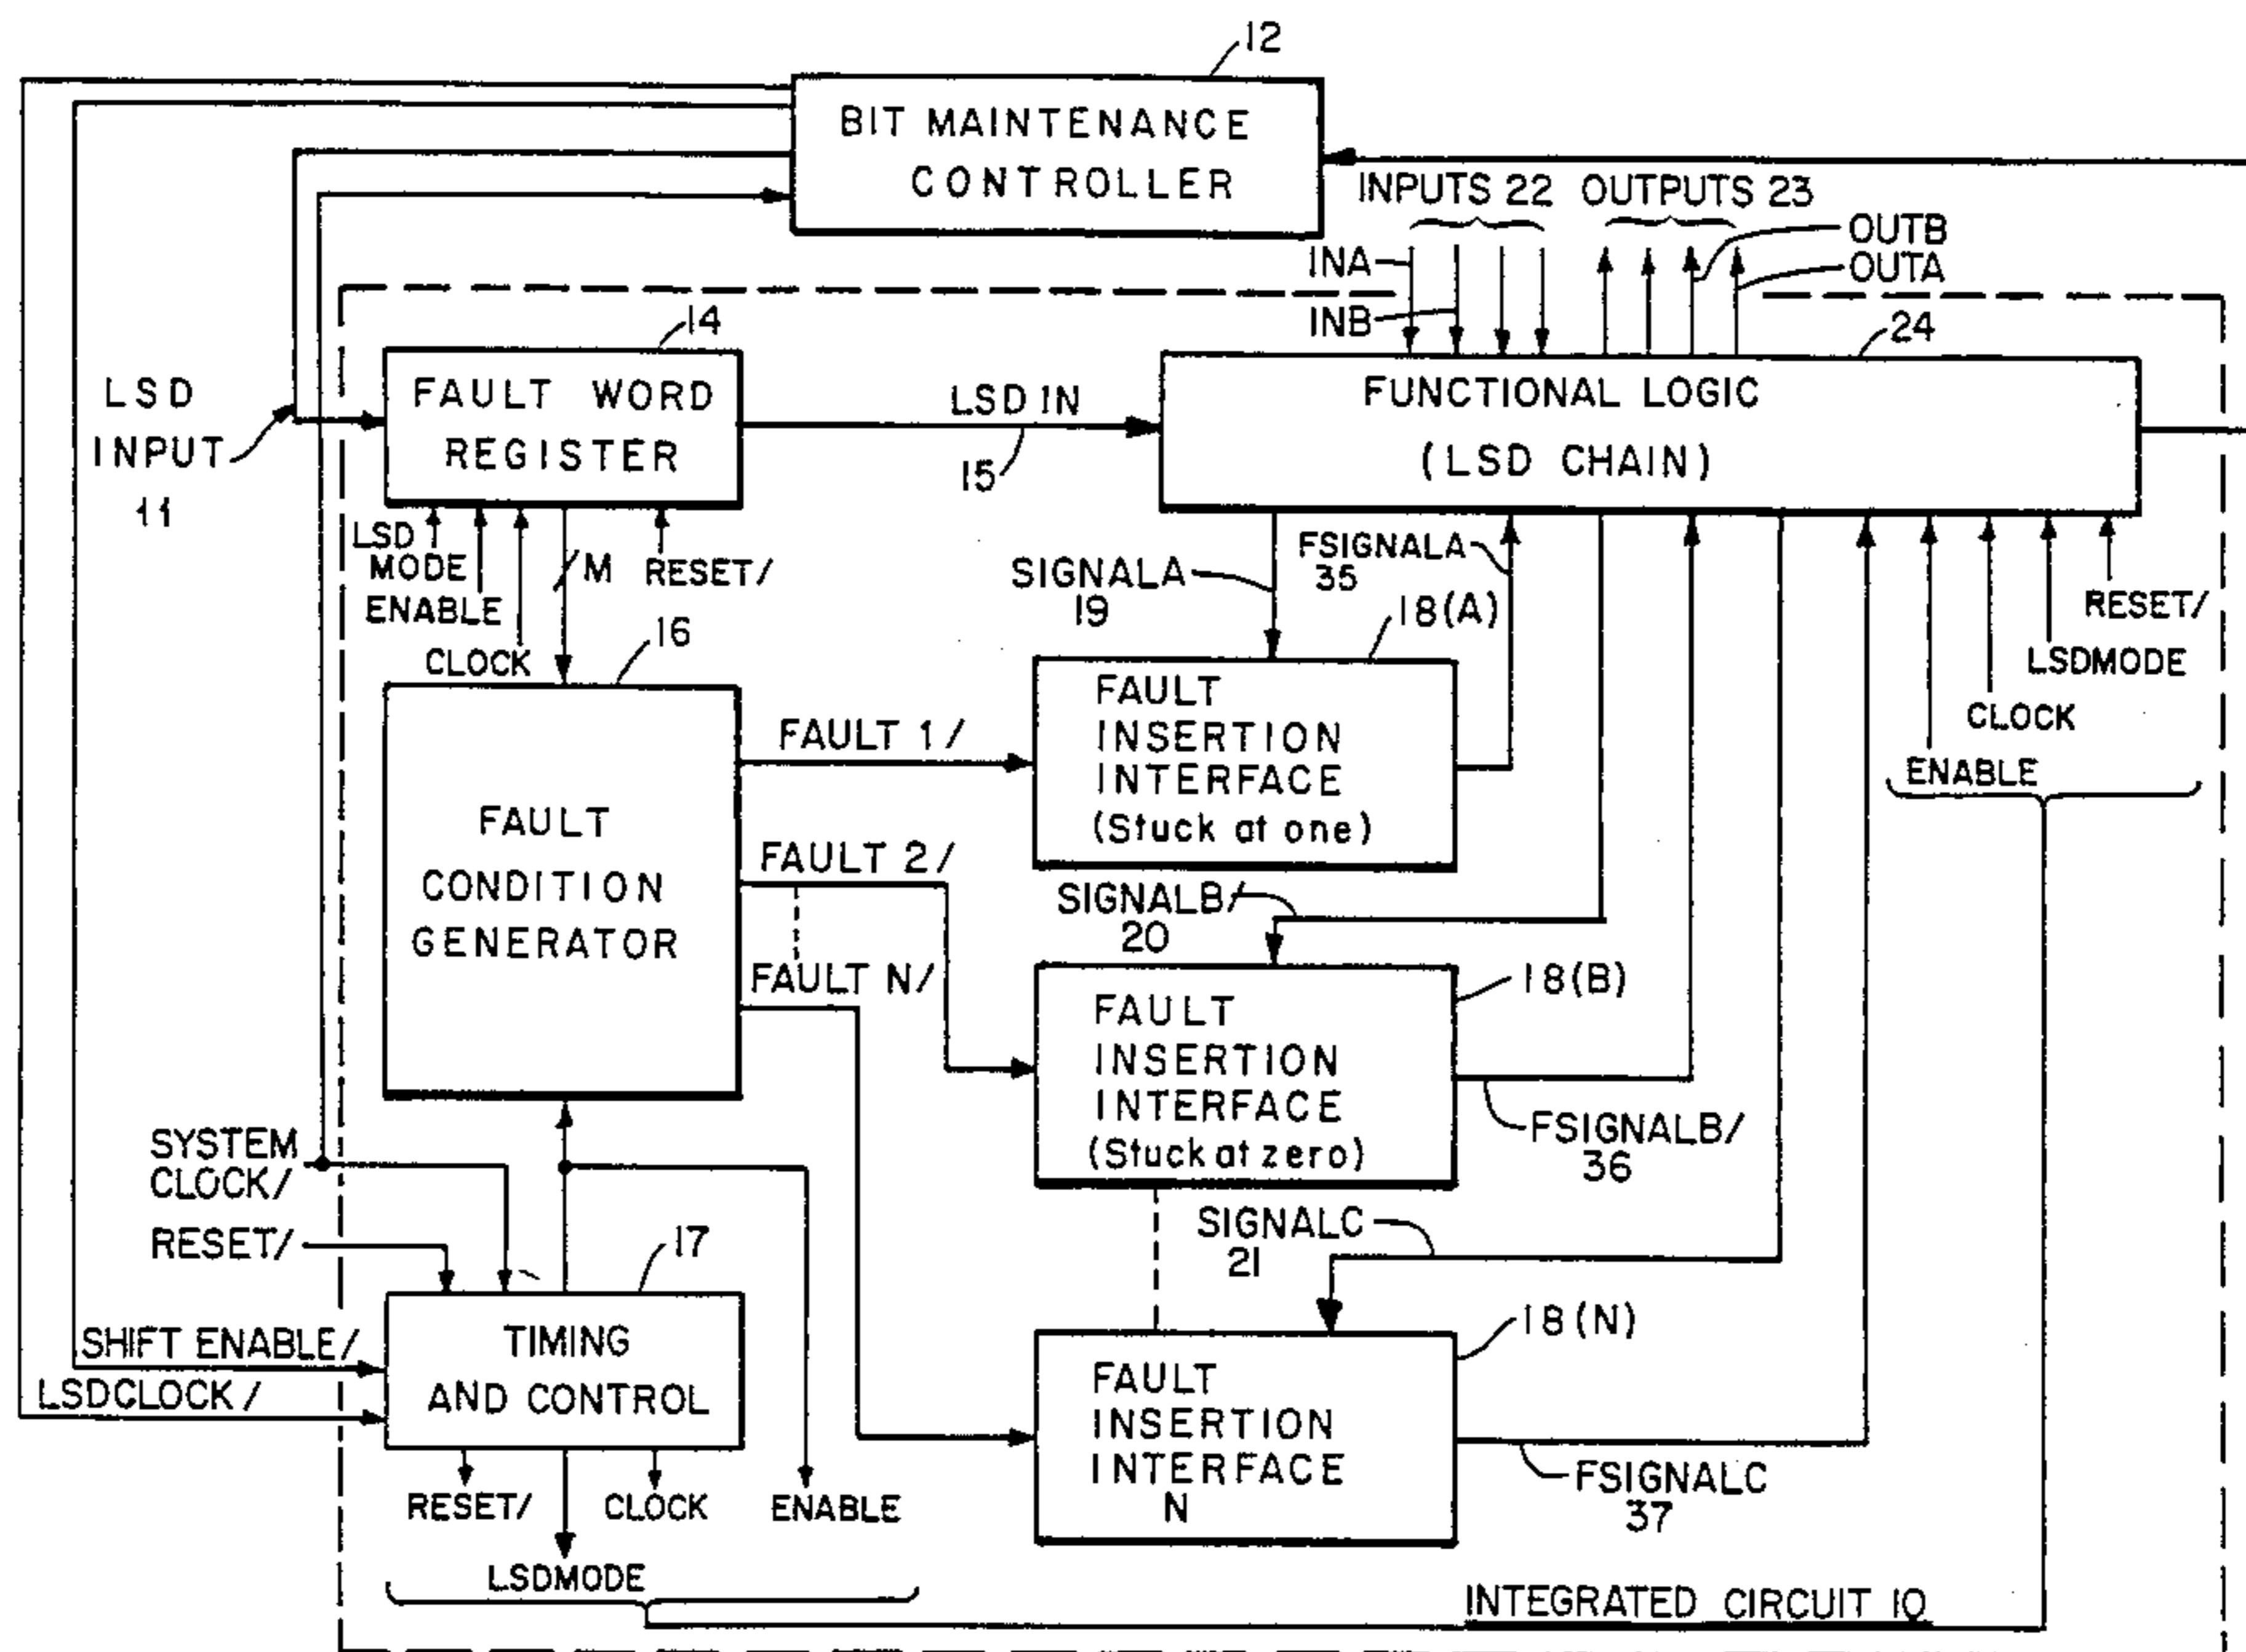 12
BIT MAINTENANCE
CONTROLLER
INPUTS 22
OUTPUTS 23
OUTB
OUTA
INA
INB
14
24
LSD
INPUT
11
FAULT WORD
REGISTER
LSD IN
15
FUNCTIONAL LOGIC
(LSD CHAIN)
LSD
MODE
ENABLE
CLOCK
M
RESET/
SIGNALA
19
FSIGNALA
35
RESET/
LSDMODE
CLOCK
ENABLE
16
18(A)
FAULT
CONDITION
GENERATOR
FAULT 1/
FAULT
INSERTION
INTERFACE
(Stuck at one)
FAULT 2/
SIGNALB/
20
FAULT N/
18(B)
FAULT
INSERTION
INTERFACE
(Stuck at zero)
FSIGNALB/
36
SYSTEM
CLOCK/
RESET/
17
SIGNALC
21
18(N)
SHIFT ENABLE/
LSDCLOCK/
TIMING
AND CONTROL
FAULT
INSERTION
INTERFACE
N
FSIGNALC
37
RESET/
CLOCK
ENABLE
LSDMODE
INTEGRATED CIRCUIT 10